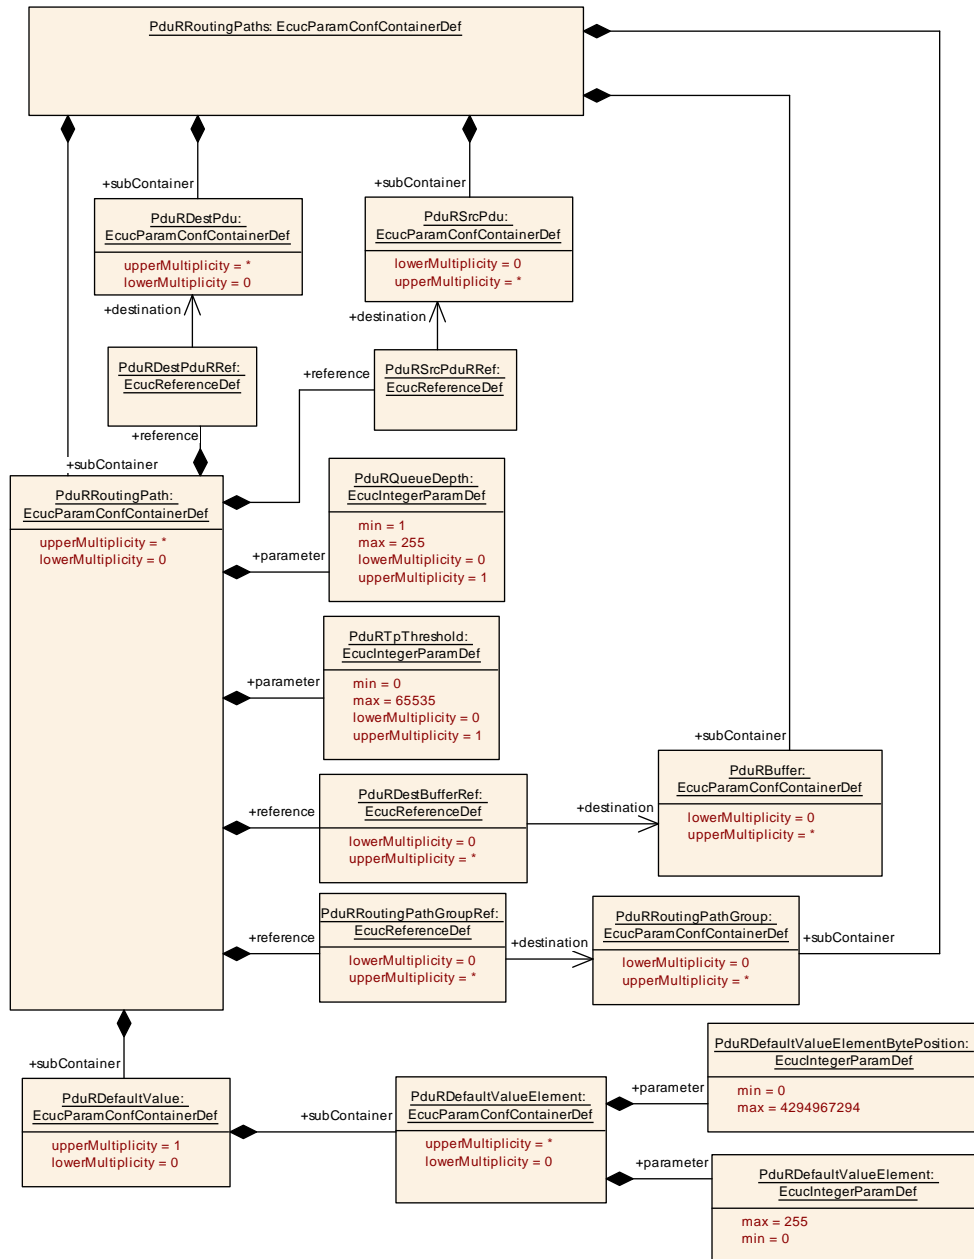 PduRRoutingPaths: EcucParamConfContainerDef
+subContainer
+subContainer
PduRDestPdu:
EcucParamConfContainerDef
upperMultiplicity = *
lowerMultiplicity = 0
PduRSrcPdu:
EcucParamConfContainerDef
lowerMultiplicity = 0
upperMultiplicity = *
+destination
+destination
PduRDestPduRRef:
EcucReferenceDef
+reference
PduRSrcPduRRef:
EcucReferenceDef
+reference
+subContainer
PduRRoutingPath:
EcucParamConfContainerDef
upperMultiplicity = *
lowerMultiplicity = 0
+parameter
PduRQueueDepth:
EcucIntegerParamDef
min = 1
max = 255
lowerMultiplicity = 0
upperMultiplicity = 1
+parameter
PduRTpThreshold:
EcucIntegerParamDef
min = 0
max = 65535
lowerMultiplicity = 0
upperMultiplicity = 1
+subContainer
+reference
PduRDestBufferRef:
EcucReferenceDef
lowerMultiplicity = 0
upperMultiplicity = *
+destination
PduRBuffer:
EcucParamConfContainerDef
lowerMultiplicity = 0
upperMultiplicity = *
+reference
PduRRoutingPathGroupRef:
EcucReferenceDef
lowerMultiplicity = 0
upperMultiplicity = *
+destination
PduRRoutingPathGroup:
EcucParamConfContainerDef
lowerMultiplicity = 0
upperMultiplicity = *
+subContainer
+subContainer
PduRDefaultValue:
EcucParamConfContainerDef
upperMultiplicity = 1
lowerMultiplicity = 0
+subContainer
PduRDefaultValueElement:
EcucParamConfContainerDef
upperMultiplicity = *
lowerMultiplicity = 0
+parameter
PduRDefaultValueElementBytePosition:
EcucIntegerParamDef
min = 0
max = 4294967294
+parameter
PduRDefaultValueElement:
EcucIntegerParamDef
max = 255
min = 0